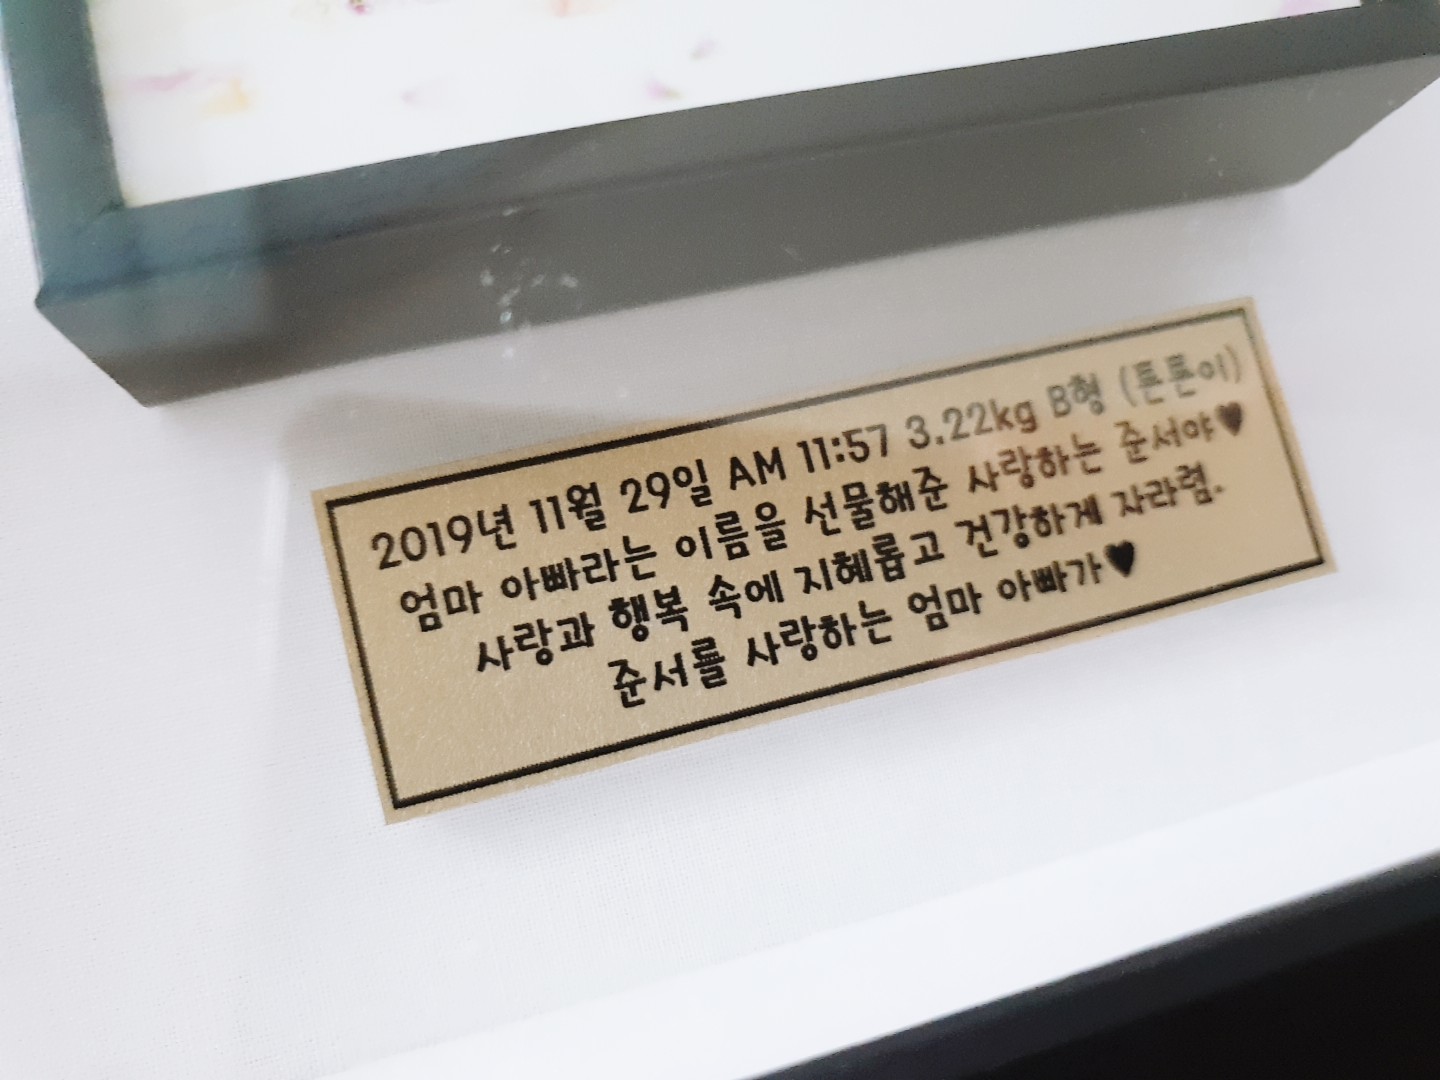 2019년 11월 29일 AM 11:57 3.22kg B형 (튼튼이)
엄마 아빠라는 이름을 선물해준 사랑하는 준서야♥
사랑과 행복 속에 지혜롭고 건강하게 자라렴.
준서를 사랑하는 엄마 아빠가♥